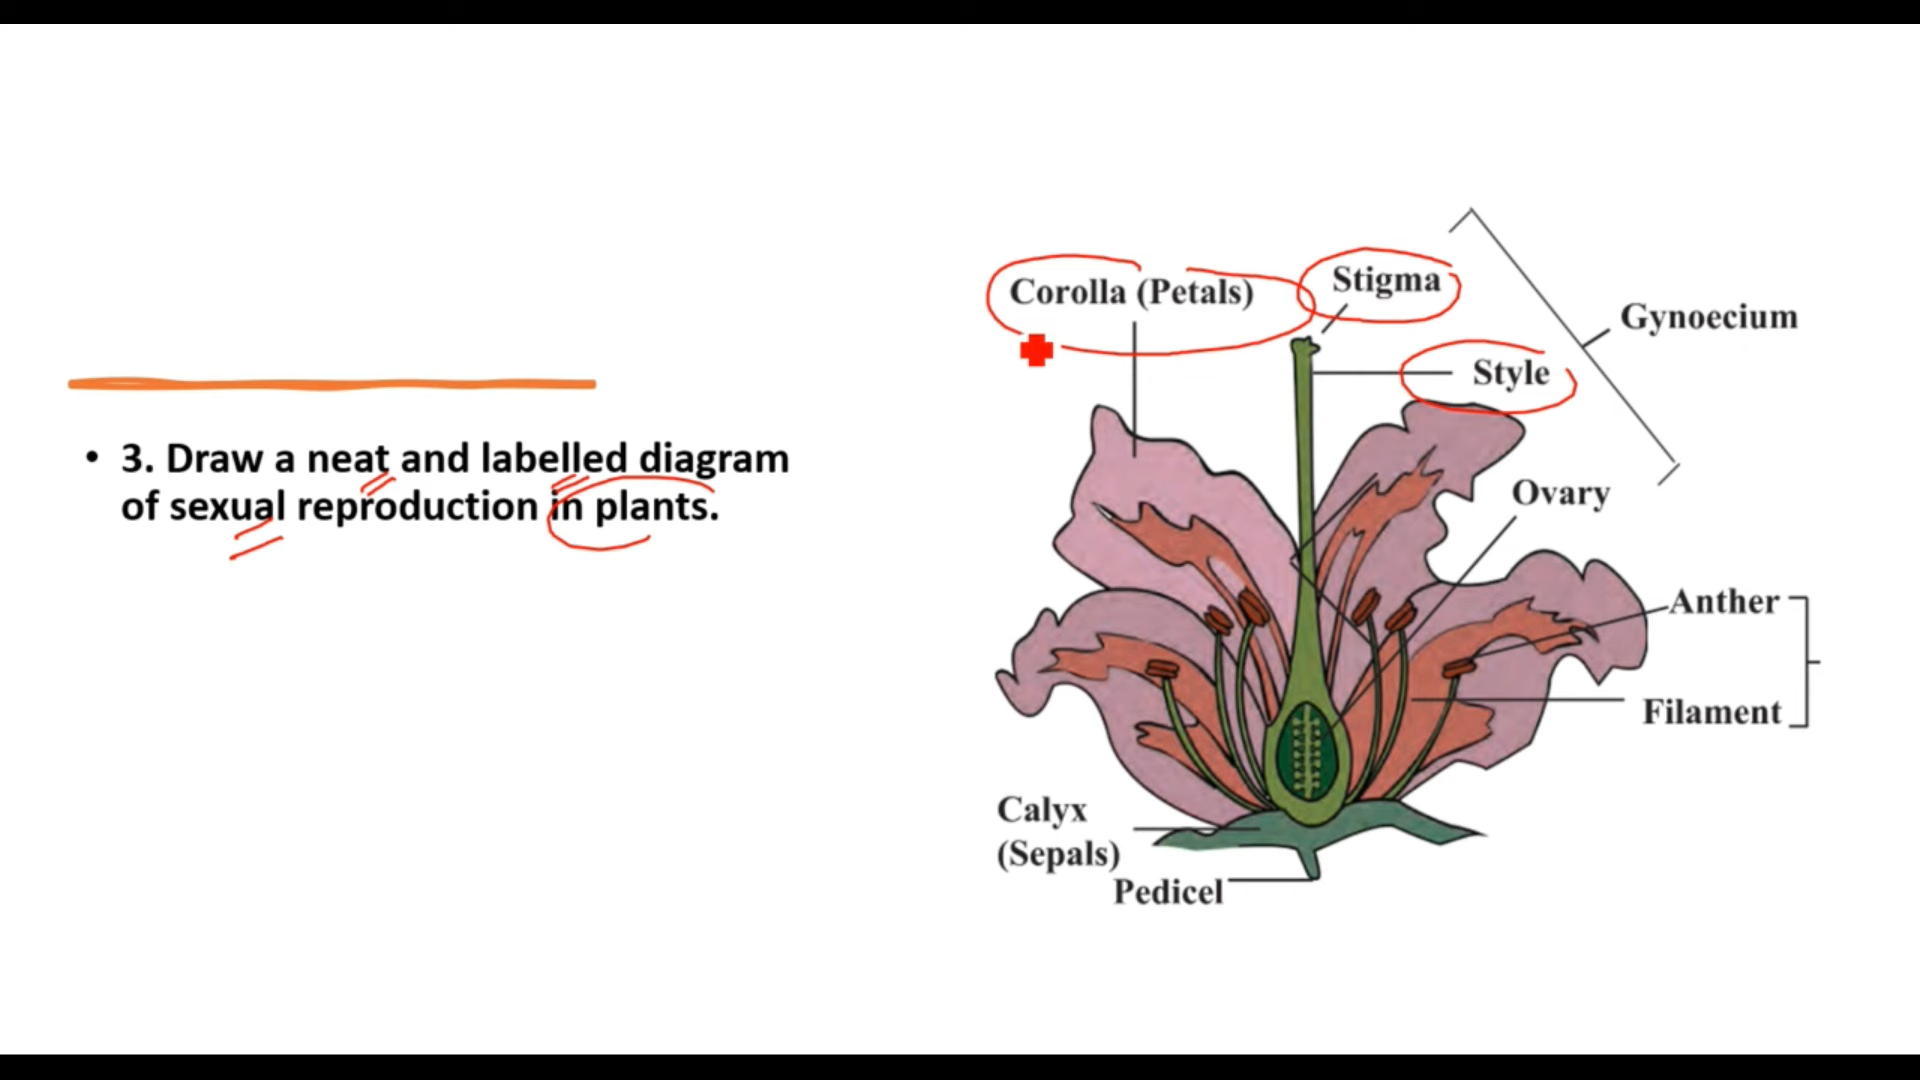 • 3. Draw a neat and labelled diagram
of sexual reproduction in plants.
Corolla (Petals)
Stigma
Gynoecium
Style
Ovary
Anther
Filament
Calyx
(Sepals)
Pedicel